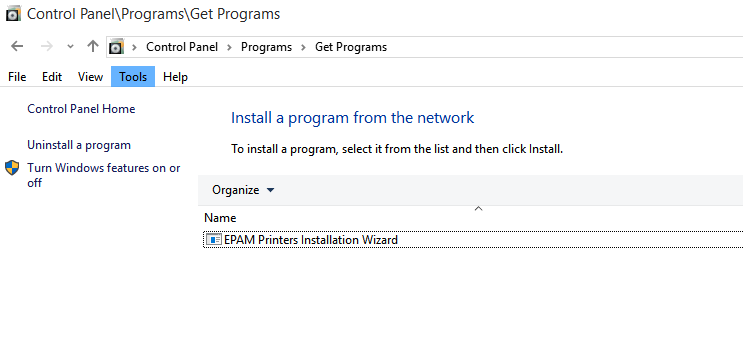 Control Panel\Programs\Get Programs
Control Panel Programs Get Programs
File Edit View Tools Help
Control Panel Home
Uninstall a program
Turn Windows features on or
off
Install a program from the network
To install a program, select it from the list and then click Install.
Organize
Name
EPAM Printers Installation Wizard